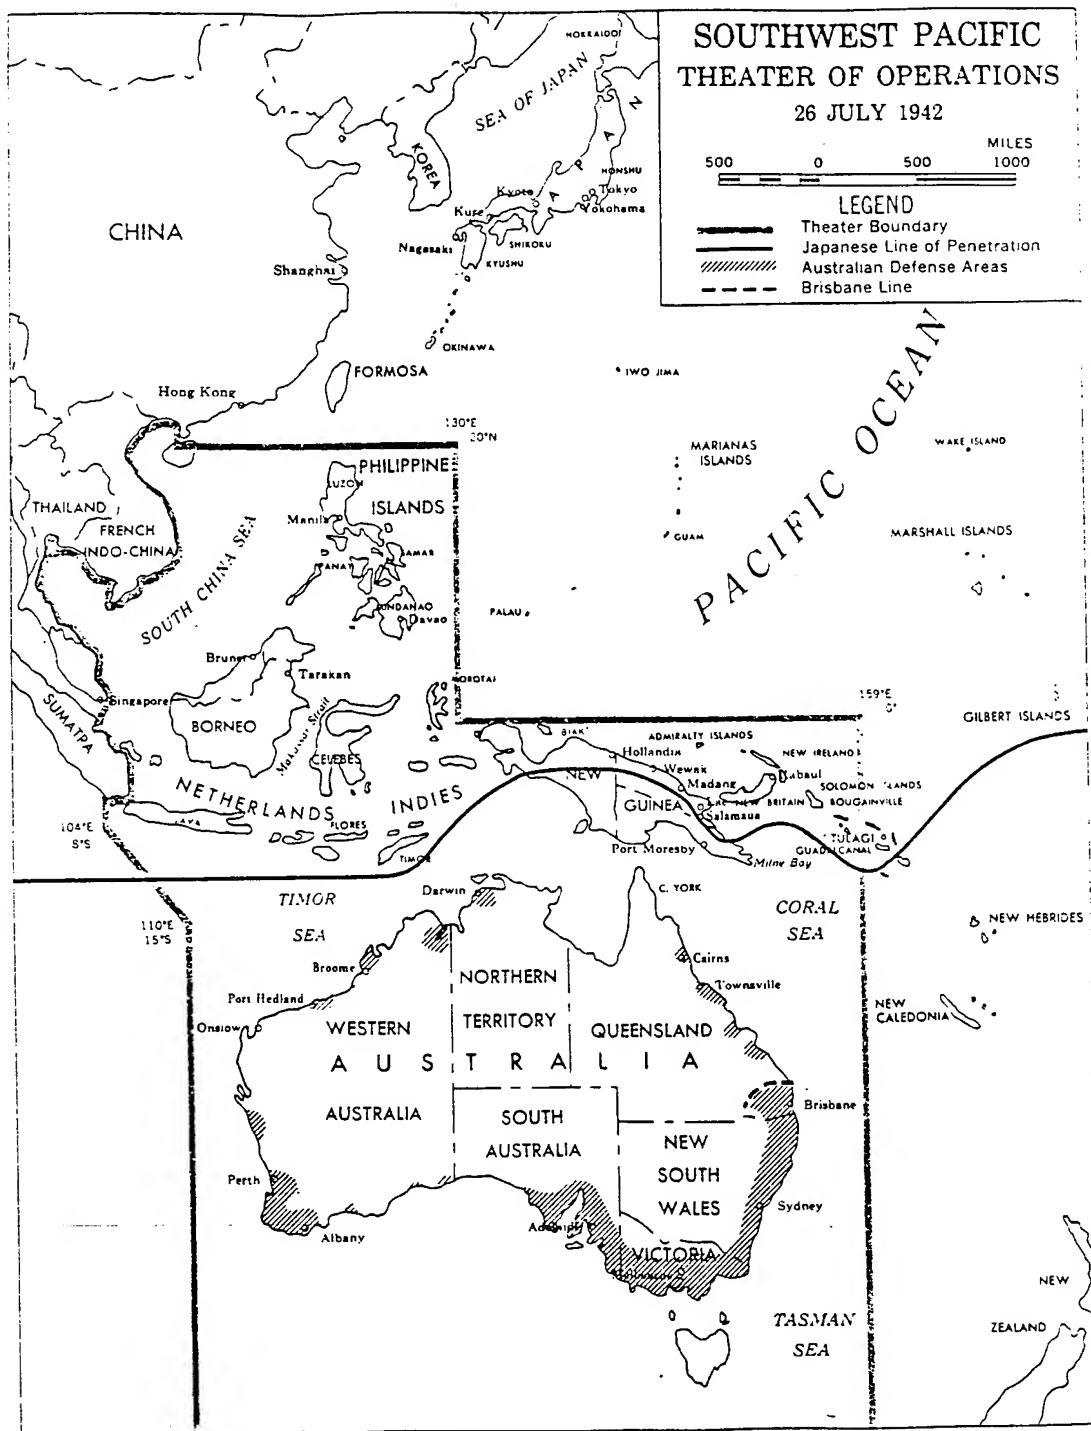 SOUTHWEST PACIFIC
THEATER OF OPERATIONS
26 JULY 1942
MILES
500 0 500 1000
LEGEND
Theater Boundary
Japanese Line of Penetration
Australian Defense Areas
Brisbane Line
HOKKAIDO
SEA OF JAPAN
JAPAN
KOREA
HONSHU
Kyoto
Tokyo
Yokohama
Kure
SHIKOKU
Nagasaki
KYUSHU
CHINA
Shanghai
OKINAWA
FORMOSA
IWO JIMA
Hong Kong
PACIFIC OCEAN
130°E
20°N
MARIANAS
ISLANDS
WAKE ISLAND
PHILIPPINE
ISLANDS
LUZON
THAILAND
Manila
FRENCH
INDO-CHINA
GUAM
MARSHALL ISLANDS
SAMAR
PANAY
SOUTH CHINA SEA
Davao
PALAU
Brunei
Tarakan
MOROTAI
Singapore
159°E
0°
SUMATRA
BORNEO
Makassar Strait
CELEBES
GILBERT ISLANDS
BIAK
ADMIRALTY ISLANDS
Hollandia
NEW IRELAND
Wewak
Rabaul
NEW
Madang
SOLOMON ISLANDS
GUINEA
NEW BRITAIN
BOUGAINVILLE
Salamaua
NETHERLANDS INDIES
JAVA
FLORES
104°E
8°S
TULAGI
GUADALCANAL
TIMOR
Port Moresby
Milne Bay
Darwin
C. YORK
TIMOR
SEA
CORAL
SEA
110°E
15°S
NEW HEBRIDES
Broome
NORTHERN
TERRITORY
Cairns
Townsville
Port Hedland
Onslow
NEW
CALEDONIA
WESTERN
AUSTRALIA
QUEENSLAND
AUSTRALIA
Brisbane
SOUTH
AUSTRALIA
NEW
SOUTH
WALES
Perth
Sydney
Albany
Adelaide
VICTORIA
Melbourne
TASMAN
SEA
NEW
ZEALAND